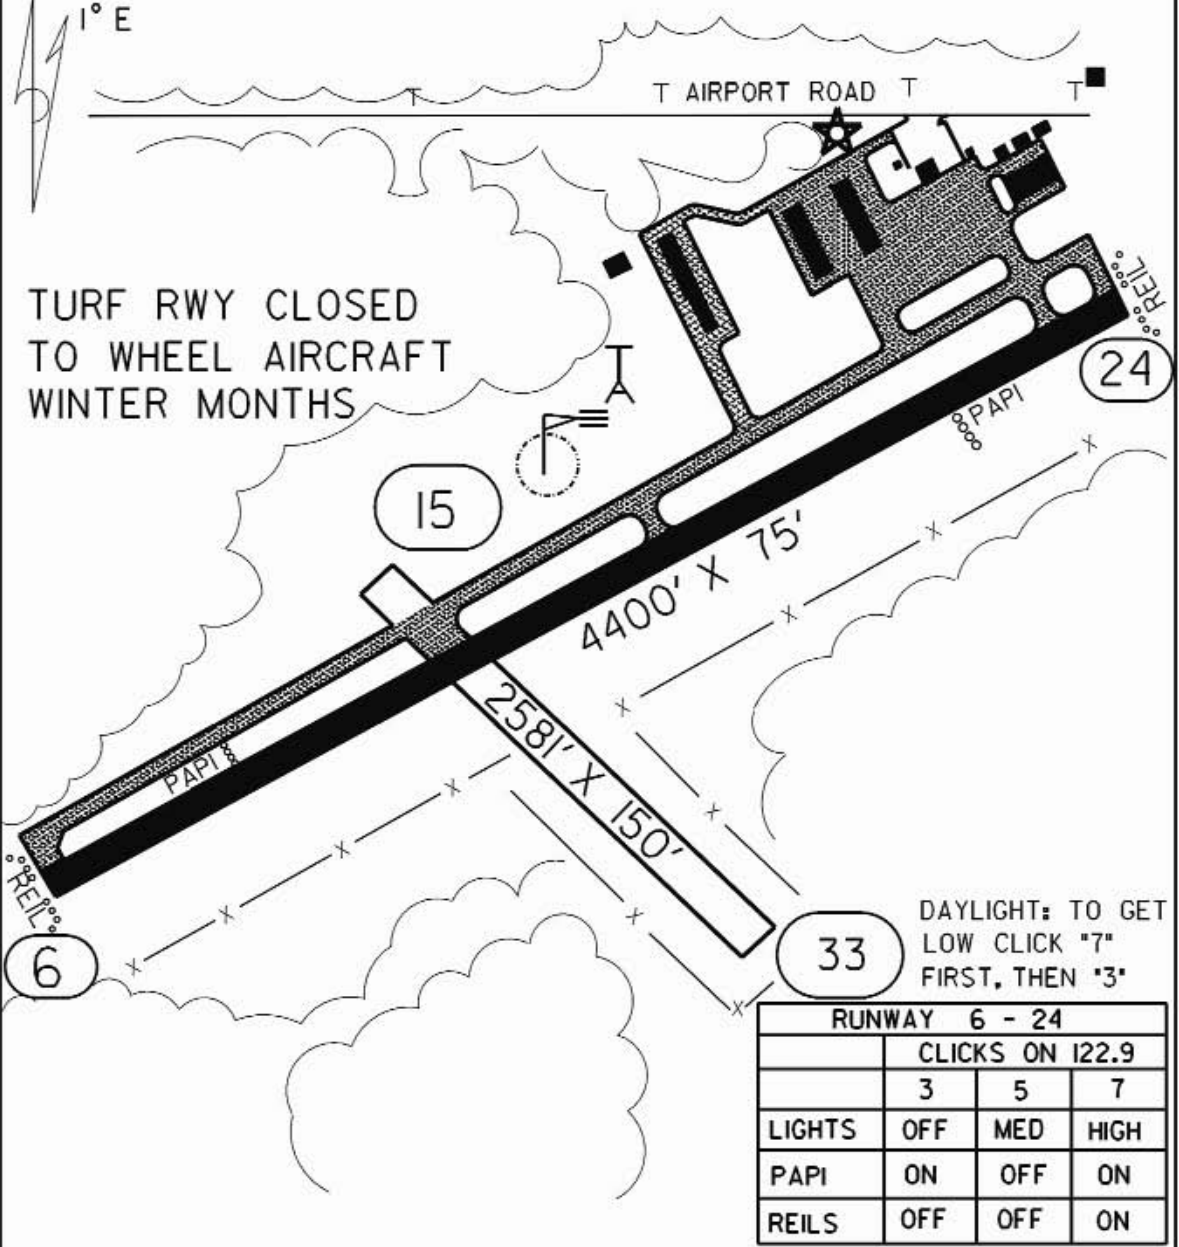 1° E
T
T AIRPORT ROAD T
T
TURF RWY CLOSED
TO WHEEL AIRCRAFT
WINTER MONTHS
REIL
24
PAPI
15
4400' X 75'
2581' X 150'
PAPI
REIL
6
33
DAYLIGHT: TO GET
LOW CLICK "7"
FIRST, THEN "3"
RUNWAY 6 - 24
CLICKS ON 122.9
3 5 7
LIGHTS OFF MED HIGH
PAPI ON OFF ON
REILS OFF OFF ON